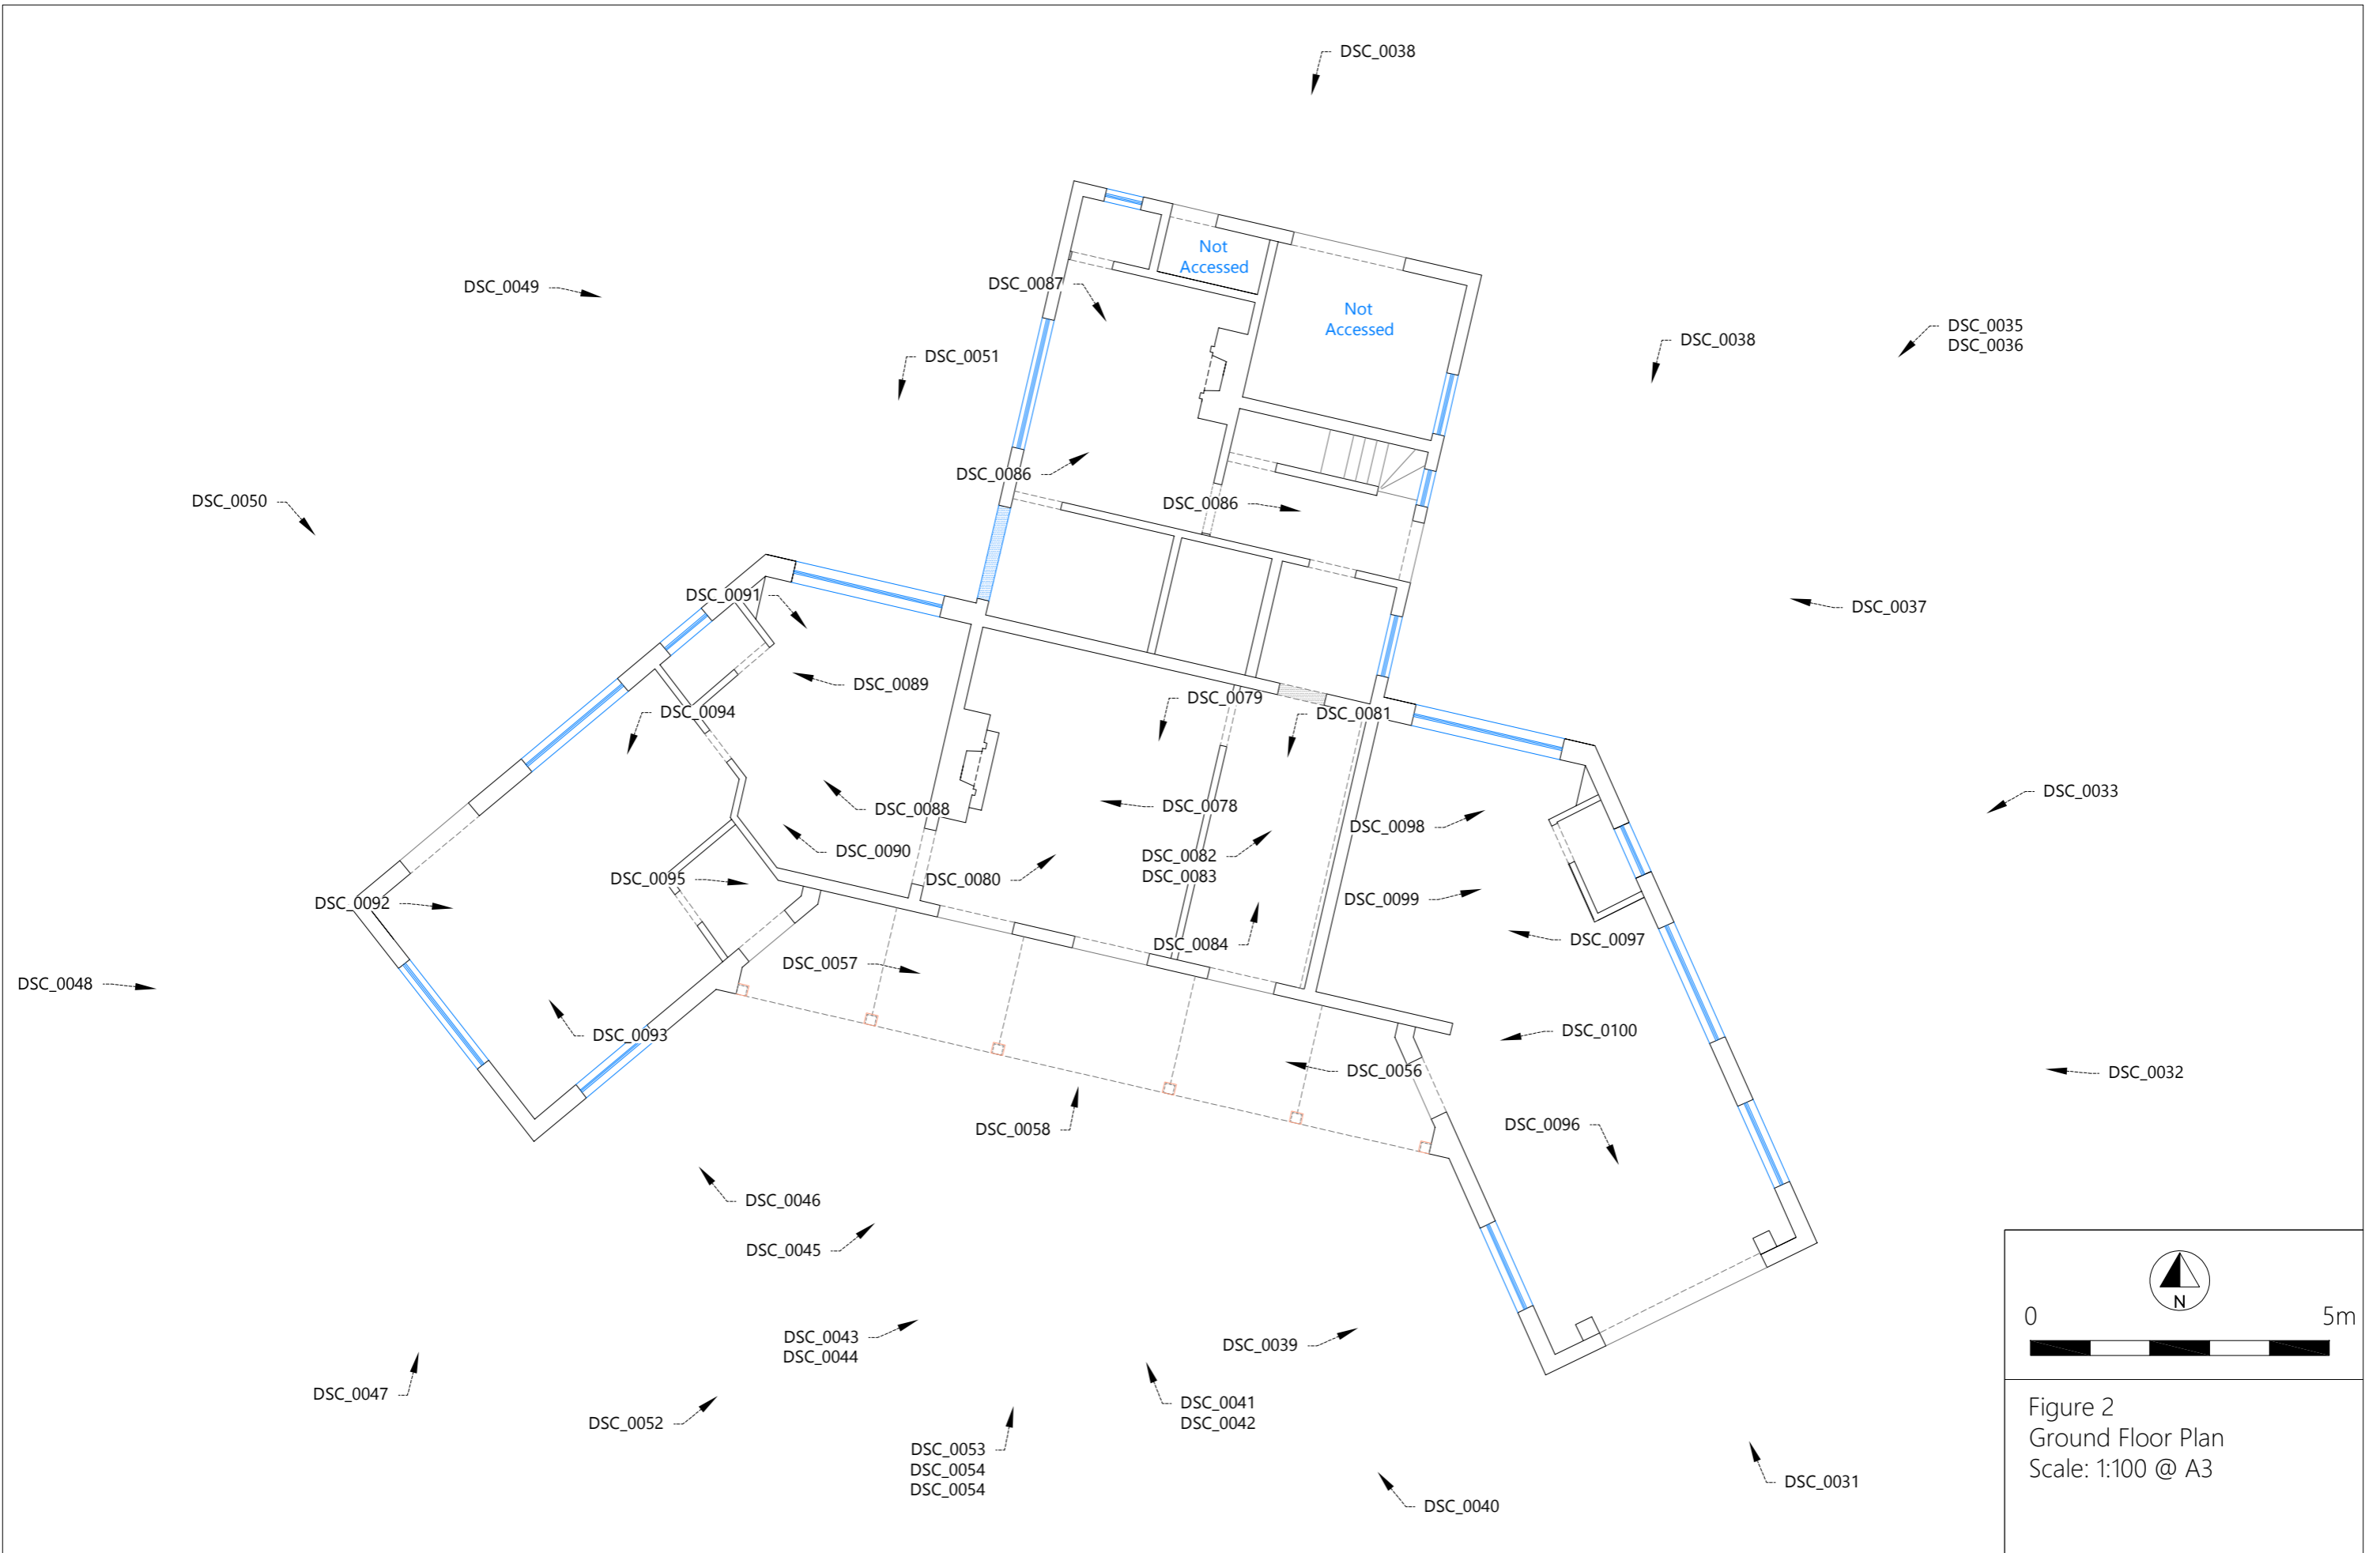 DSC_0038
Not
Accessed
DSC_0049
DSC_0087
Not
Accessed
DSC_0035
DSC_0036
DSC_0051
DSC_0038
DSC_0086
DSC_0050
DSC_0086
DSC_0091
DSC_0037
DSC_0089
DSC_0079
DSC_0094
DSC_0081
DSC_0033
DSC_0088
DSC_0078
DSC_0098
DSC_0090
DSC_0082
DSC_0083
DSC_0095
DSC_0080
DSC_0092
DSC_0099
DSC_0084
DSC_0097
DSC_0057
DSC_0048
DSC_0093
DSC_0100
DSC_0056
DSC_0032
DSC_0058
DSC_0096
DSC_0046
DSC_0045
N
0 5m
DSC_0043
DSC_0044
DSC_0039
DSC_0047
DSC_0041
DSC_0042
DSC_0052
DSC_0053
DSC_0054
DSC_0054
DSC_0031
DSC_0040
Figure 2
Ground Floor Plan
Scale: 1:100 @ A3